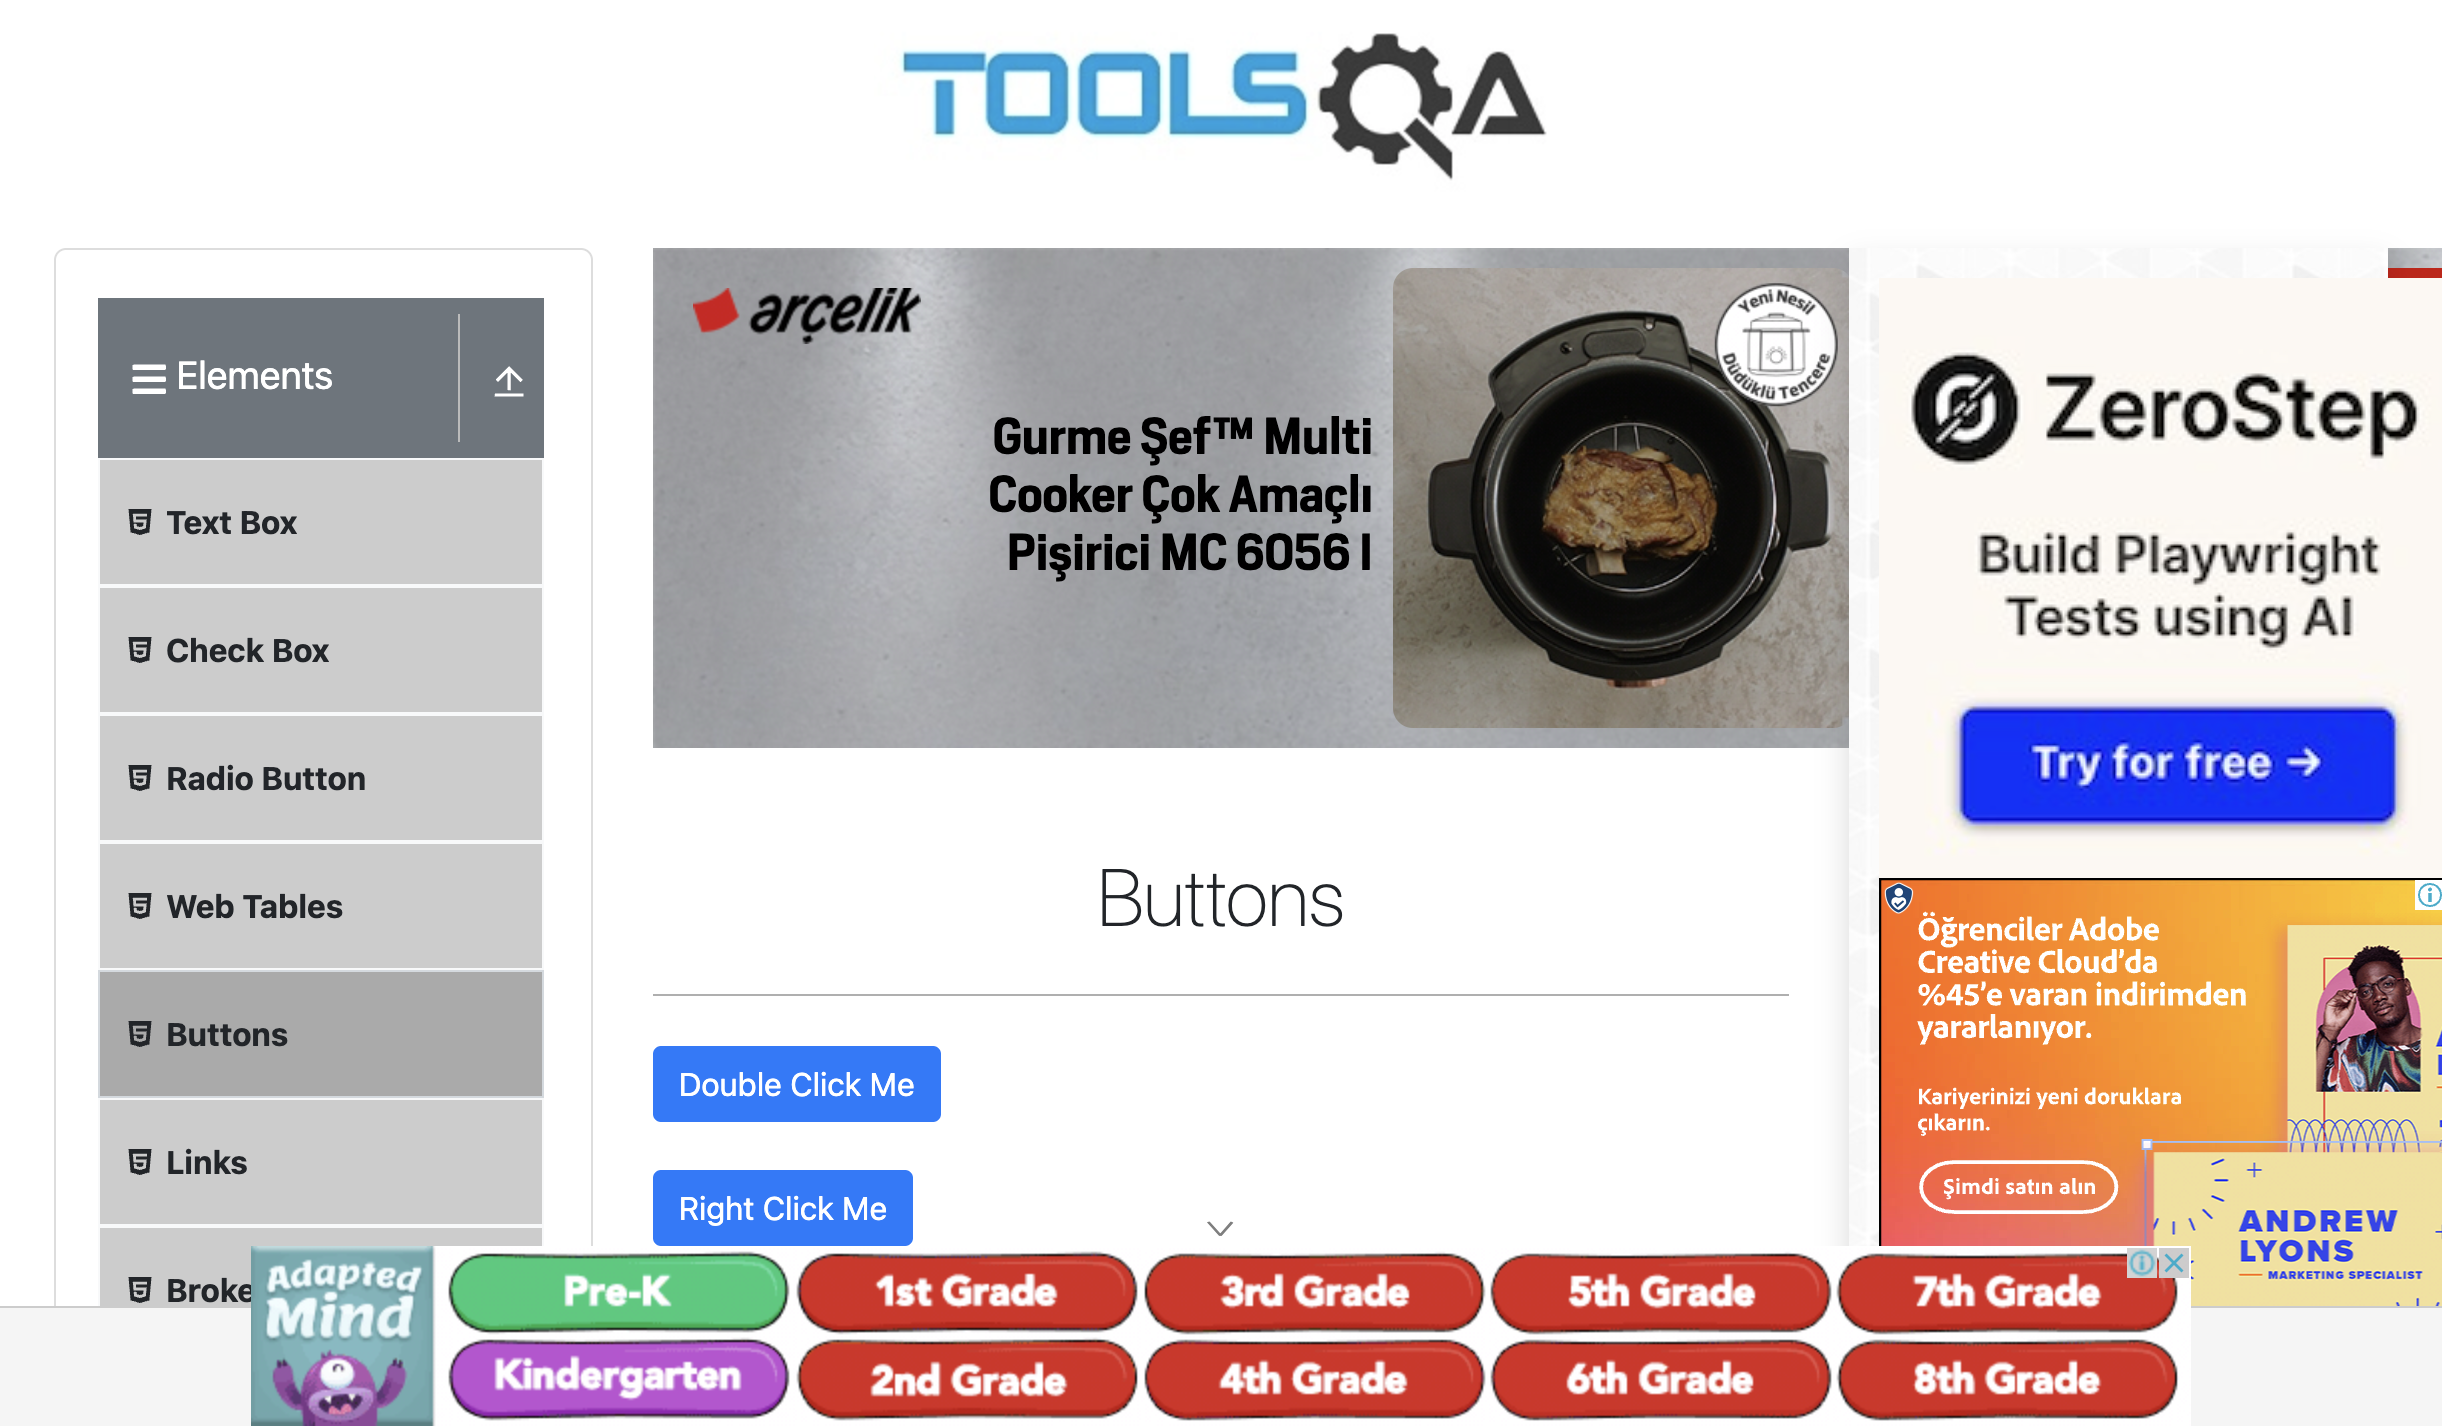 TOOLSQA
Elements
Text Box
Check Box
Radio Button
Web Tables
Buttons
Links
Broke
arçelik
Gurme Şef™ Multi
Cooker Çok Amaçlı
Pişirici MC 6056 I
Yeni Nesil
Düdüklü Tencere
Buttons
Double Click Me
Right Click Me
ZeroStep
Build Playwright
Tests using AI
Try for free →
Öğrenciler Adobe
Creative Cloud'da
%45'e varan indirimden
yararlanıyor.
Kariyerinizi yeni doruklara
çıkarın.
Şimdi satın alın
ANDREW
LYONS
MARKETING SPECIALIST
Adapted
Mind
Pre-K
1st Grade
3rd Grade
5th Grade
7th Grade
Kindergarten
2nd Grade
4th Grade
6th Grade
8th Grade